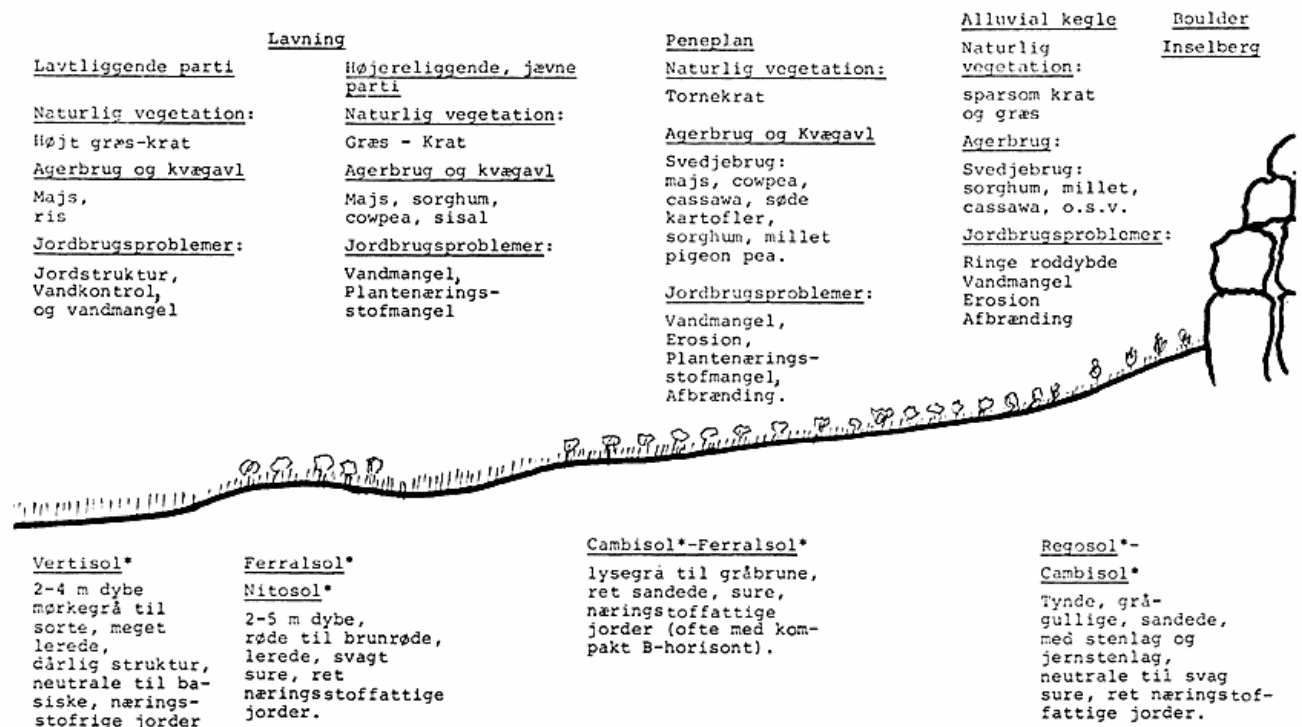 Lavning
Lavtliggende parti
Naturlig vegetation:
Højt græs-krat
Agerbrug og kvægavl
Majs,
ris
Jordbrugsproblemer:
Jordstruktur,
Vandkontrol,
og vandmangel
Højereliggende, jævne
parti
Naturlig vegetation:
Græs - Krat
Agerbrug og kvægavl
Majs, sorghum,
cowpea, sisal
Jordbrugsproblemer:
Vandmangel,
Plantenærings-
stofmangel
Peneplan
Naturlig vegetation:
Tornekrat
Agerbrug og Kvægavl
Svedjebrug:
majs, cowpea,
cassawa, søde
kartofler,
sorghum, millet
pigeon pea.
Jordbrugsproblemer:
Vandmangel,
Erosion,
Plantenærings-
stofmangel,
Afbrænding.
Alluvial kegle
Naturlig
vegetation:
sparsom krat
og græs
Agerbrug:
Svedjebrug:
sorghum, millet,
cassawa, o.s.v.
Jordbrugsproblemer:
Ringe roddybde
Vandmangel
Erosion
Afbrænding
Boulder
Inselberg
Vertisol*
2-4 m dybe
mørkegrå til
sorte, meget
lerede,
dårlig struktur,
neutrale til ba-
siske, nærings-
stofrige jorder
Ferralsol*
Nitosol*
2-5 m dybe,
røde til brunrøde,
lerede, svagt
sure, ret
næringsstoffattige
jorder.
Cambisol*-Ferralsol*
lysegrå til gråbrune,
ret sandede, sure,
næringstoffattige
jorder (ofte med kom-
pakt B-horisont).
Regosol*-
Cambisol*
Tynde, grå-
gullige, sandede,
med stenlag og
jernstenlag,
neutrale til svag
sure, ret næringstof-
fattige jorder.